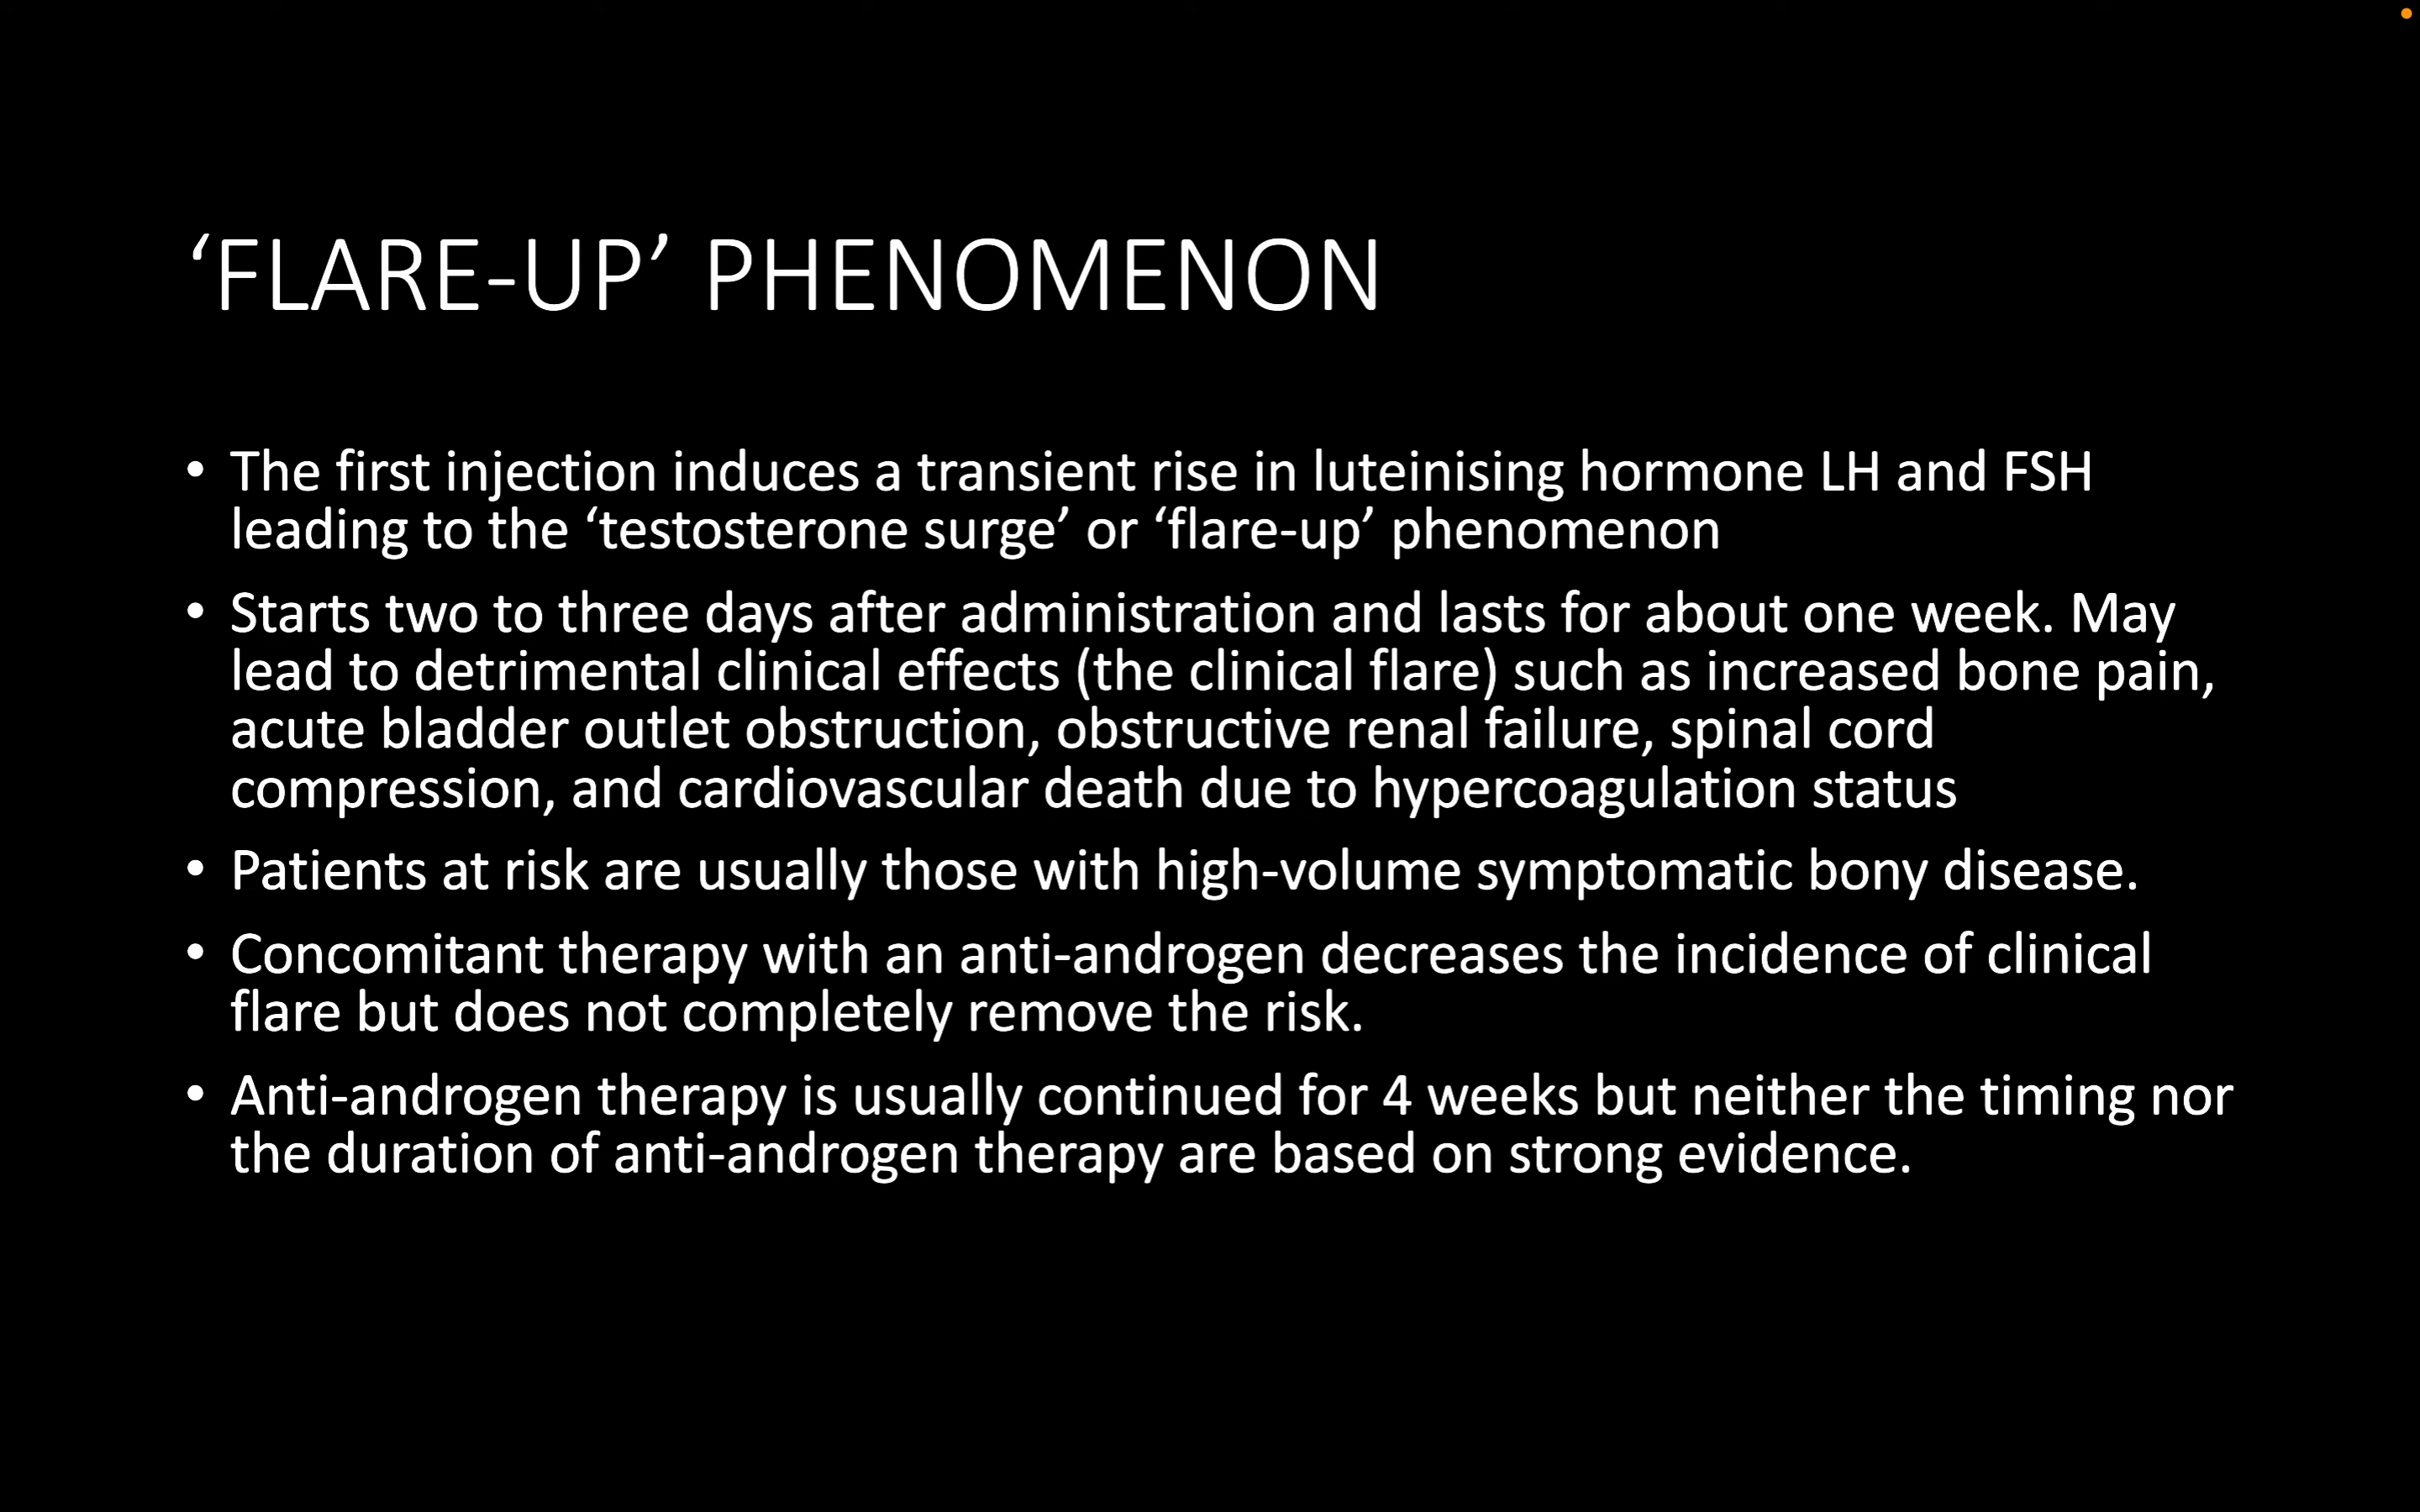 ‘FLARE-UP’ PHENOMENON
• The first injection induces a transient rise in luteinising hormone LH and FSH
leading to the ‘testosterone surge’ or ‘flare-up’ phenomenon
• Starts two to three days after administration and lasts for about one week. May
lead to detrimental clinical effects (the clinical flare) such as increased bone pain,
acute bladder outlet obstruction, obstructive renal failure, spinal cord
compression, and cardiovascular death due to hypercoagulation status
• Patients at risk are usually those with high-volume symptomatic bony disease.
• Concomitant therapy with an anti-androgen decreases the incidence of clinical
flare but does not completely remove the risk.
• Anti-androgen therapy is usually continued for 4 weeks but neither the timing nor
the duration of anti-androgen therapy are based on strong evidence.